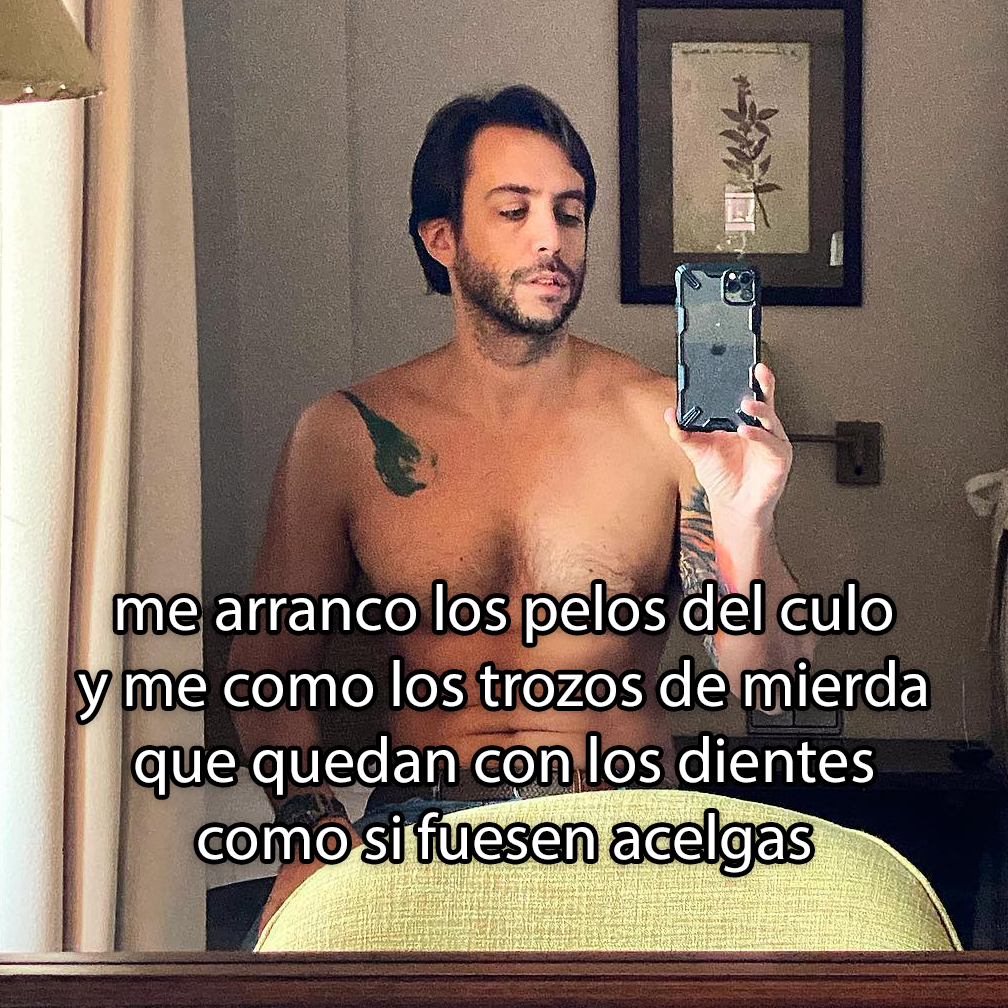 me arranco los pelos del culo
y me como los trozos de mierda
que quedan con los dientes
como si fuesen acelgas